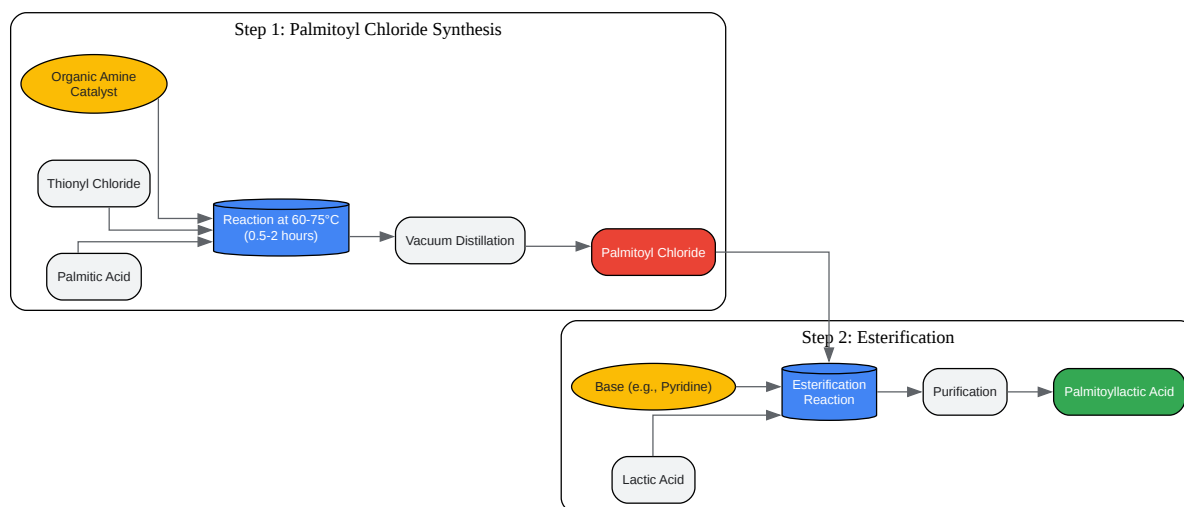 Step 1: Palmitoyl Chloride Synthesis
Organic Amine
Catalyst
Thionyl Chloride
Palmitic Acid
Reaction at 60-75°C
(0.5-2 hours)
Vacuum Distillation
Palmitoyl Chloride
Step 2: Esterification
Base (e.g., Pyridine)
Lactic Acid
Esterification
Reaction
Purification
Palmitoyllactic Acid